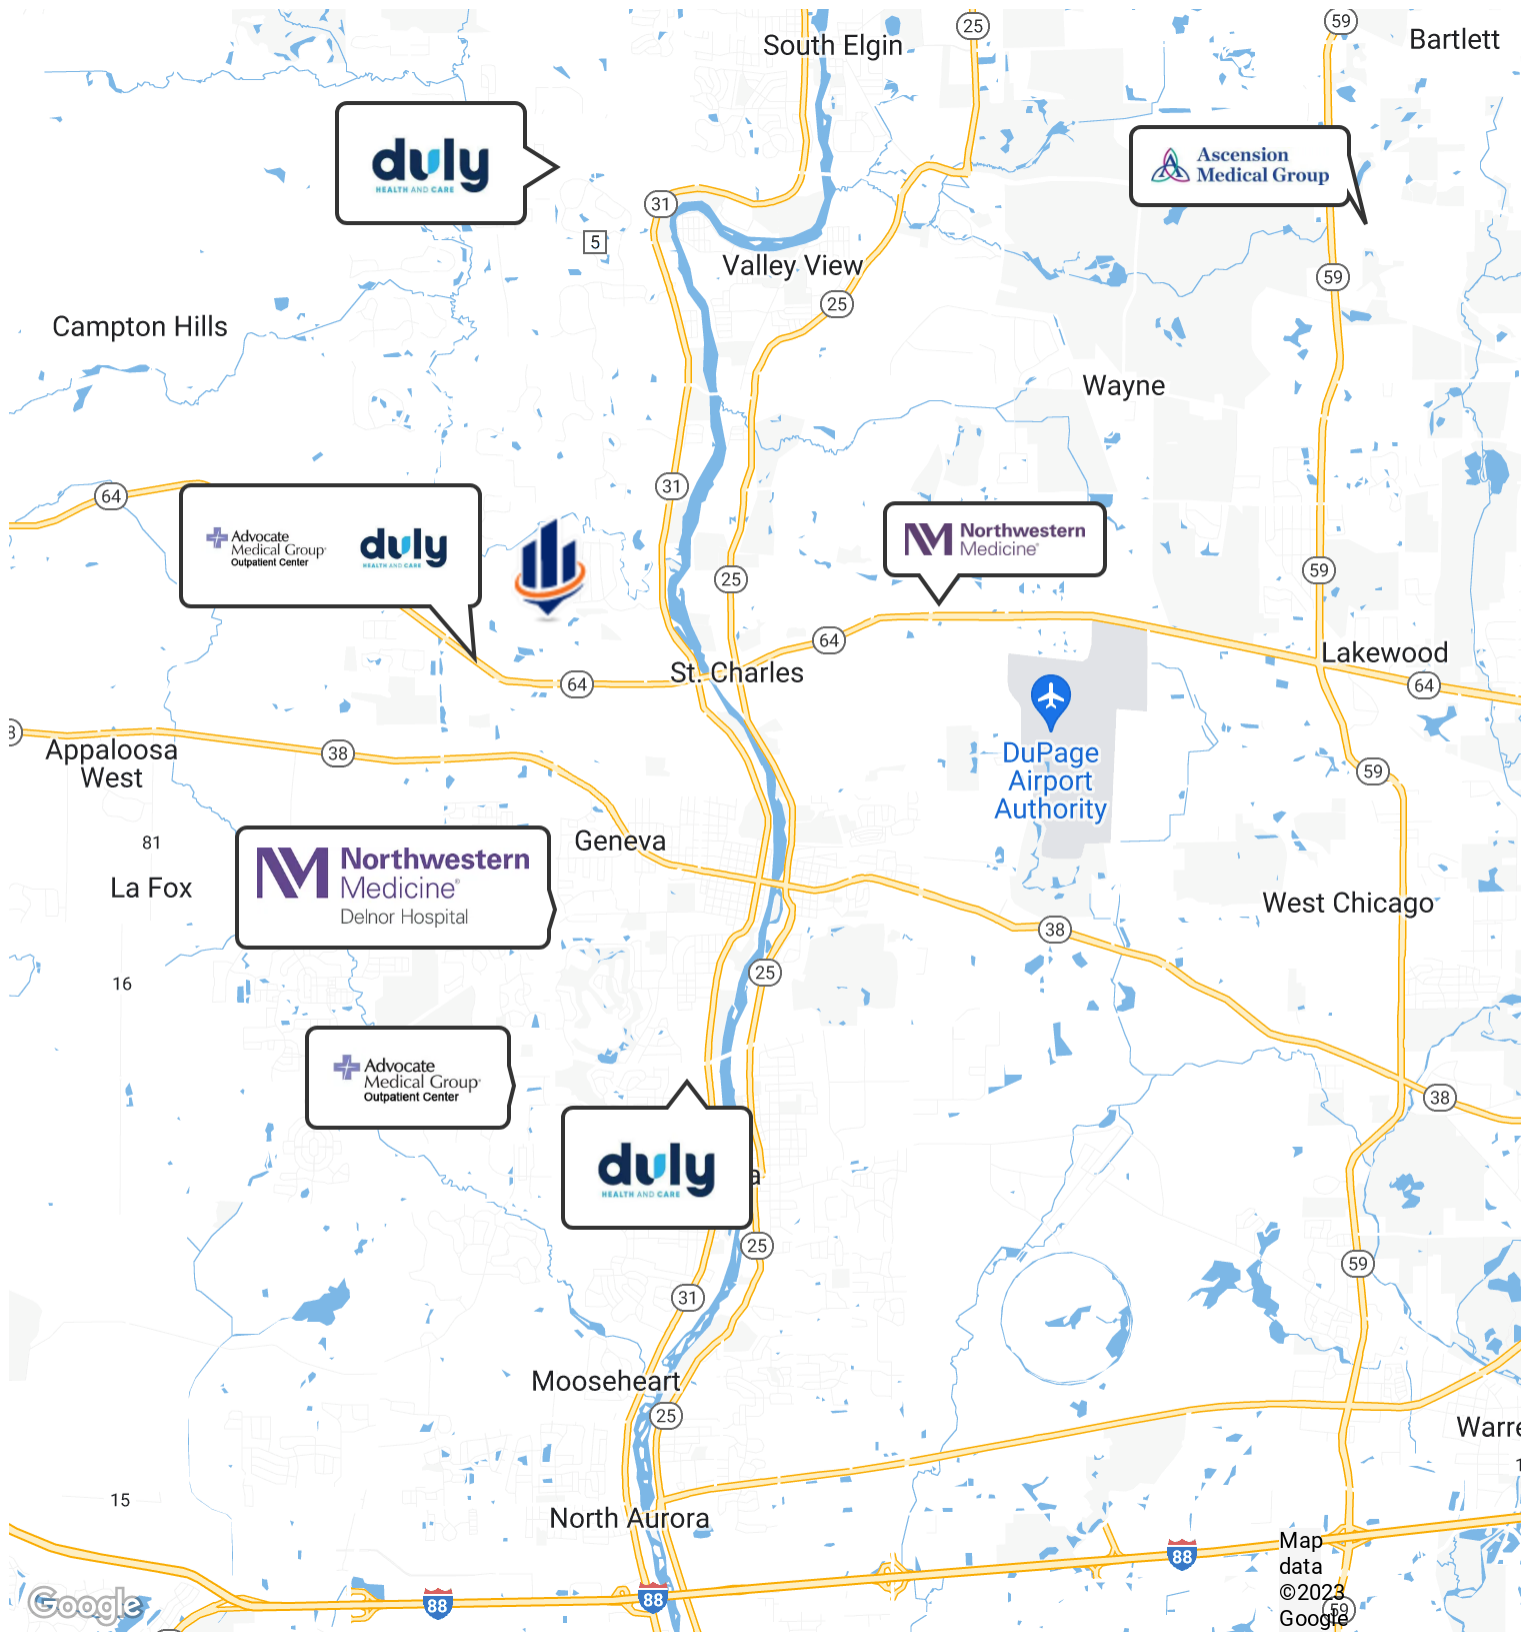 South Elgin
25
59
Bartlett
duly
HEALTH AND CARE
Ascension
Medical Group
31
5
Valley View
25
59
Campton Hills
Wayne
64
31
Advocate
Medical Group
Outpatient Center
duly
HEALTH AND CARE
Northwestern
Medicine
25
59
64
St. Charles
64
Lakewood
64
Appaloosa
West
38
DuPage
Airport
Authority
59
81
Geneva
La Fox
Northwestern
Medicine
Delnor Hospital
West Chicago
38
16
25
Advocate
Medical Group
Outpatient Center
38
duly
HEALTH AND CARE
a
25
59
31
Mooseheart
25
Warre
15
North Aurora
88
88
88
Map
data
©2023
Google
59
Google